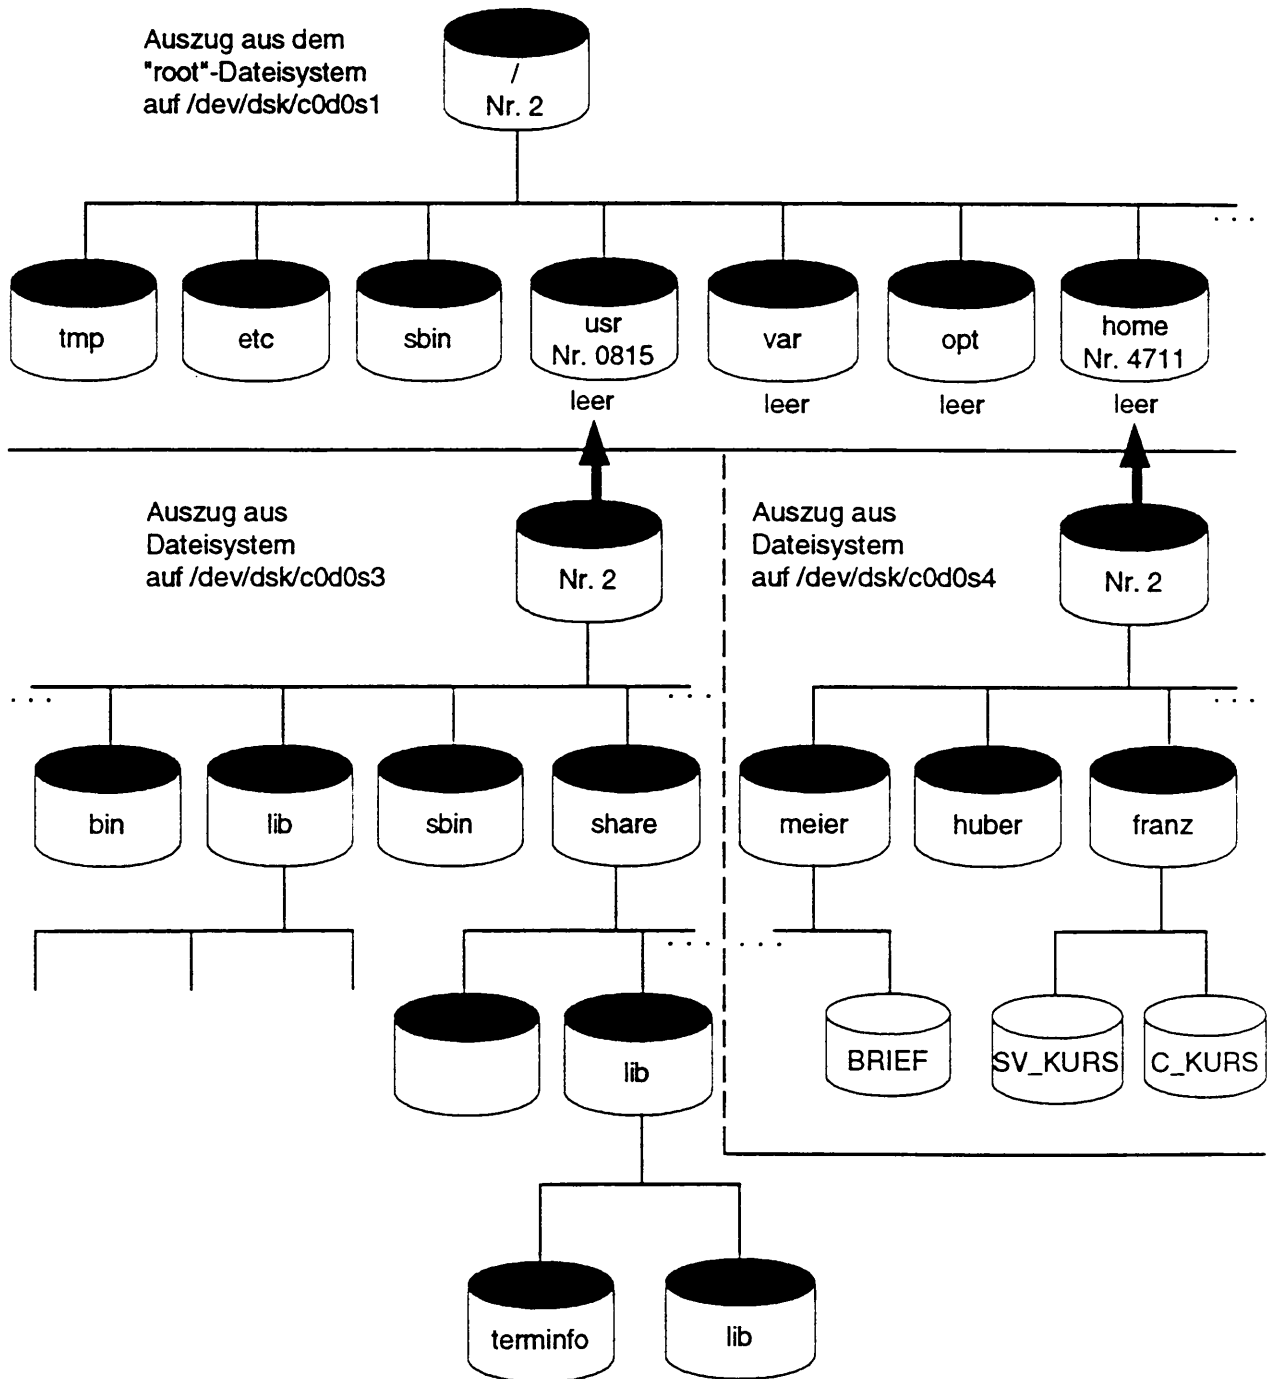 Auszug aus dem
"root"-Dateisystem
auf /dev/dsk/c0d0s1
/
Nr. 2
. . .
tmp
etc
sbin
usr
Nr. 0815
var
opt
home
Nr. 4711
leer
leer
leer
leer
Auszug aus
Dateisystem
auf /dev/dsk/c0d0s3
Nr. 2
Auszug aus
Dateisystem
auf /dev/dsk/c0d0s4
Nr. 2
. . .
. . .
. . .
bin
lib
sbin
share
meier
huber
franz
. . . . . .
lib
BRIEF
SV_KURS
C_KURS
terminfo
lib